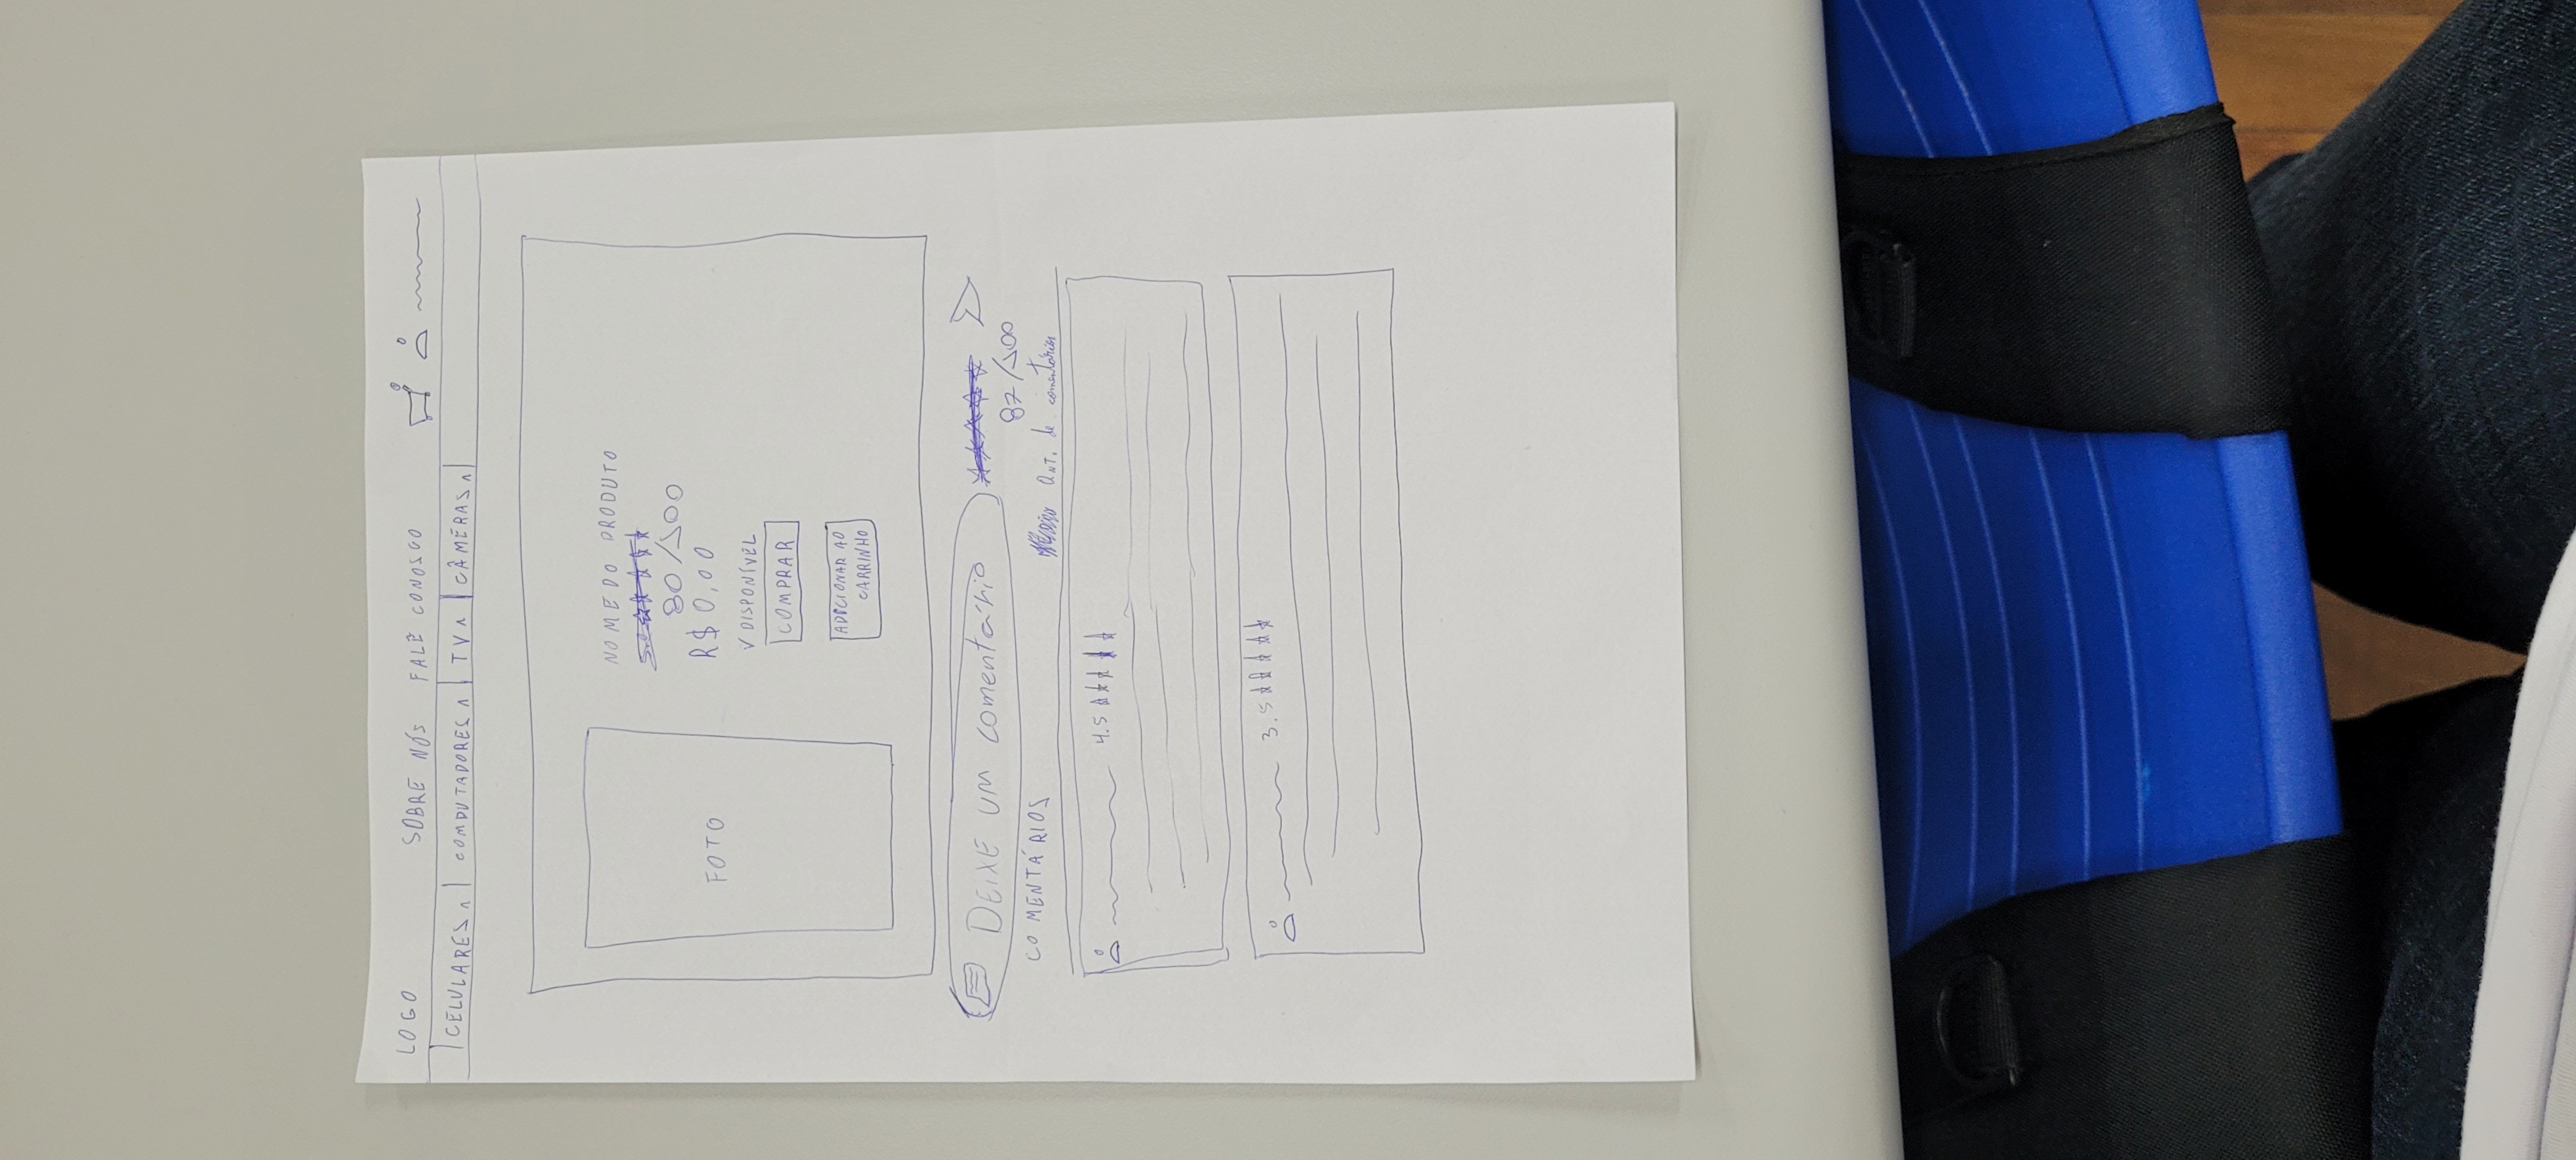 LOGO SOBRE NÓS FALE CONOSCO
CELULARES ^ COMPUTADORES ^ TV ^ CÂMERAS ^
NOME DO PRODUTO
80/100
FOTO
R$ 0,00
✓ DISPONÍVEL
COMPRAR
ADICIONAR AO
CARRINHO
DEIXE UM comentário
87/100
COMENTÁRIOS QNT. de comentários
4.5 ★★★★★
3.5 ★★★★★